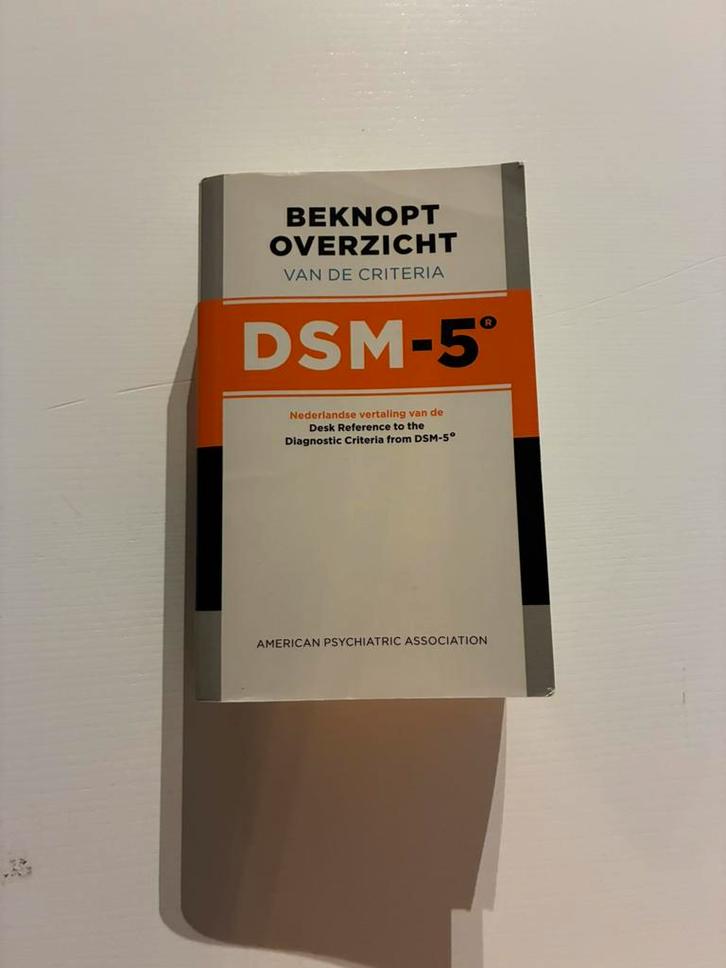 BEKNOPT
OVERZICHT
VAN DE CRITERIA
DSM-5®
Nederlandse vertaling van de
Desk Reference to the
Diagnostic Criteria from DSM-5®
AMERICAN PSYCHIATRIC ASSOCIATION